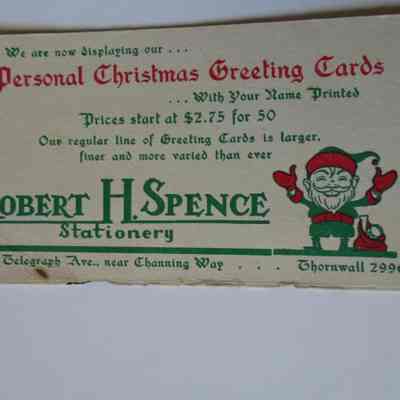 We are now displaying our . . .
Personal Christmas Greeting Cards
. . . With Your Name Printed
Prices start at $2.75 for 50
Our regular line of Greeting Cards is larger,
finer and more varied than ever
OBERT H. SPENCE
Stationery
Telegraph Ave., near Channing Way . . . Thornwall 299